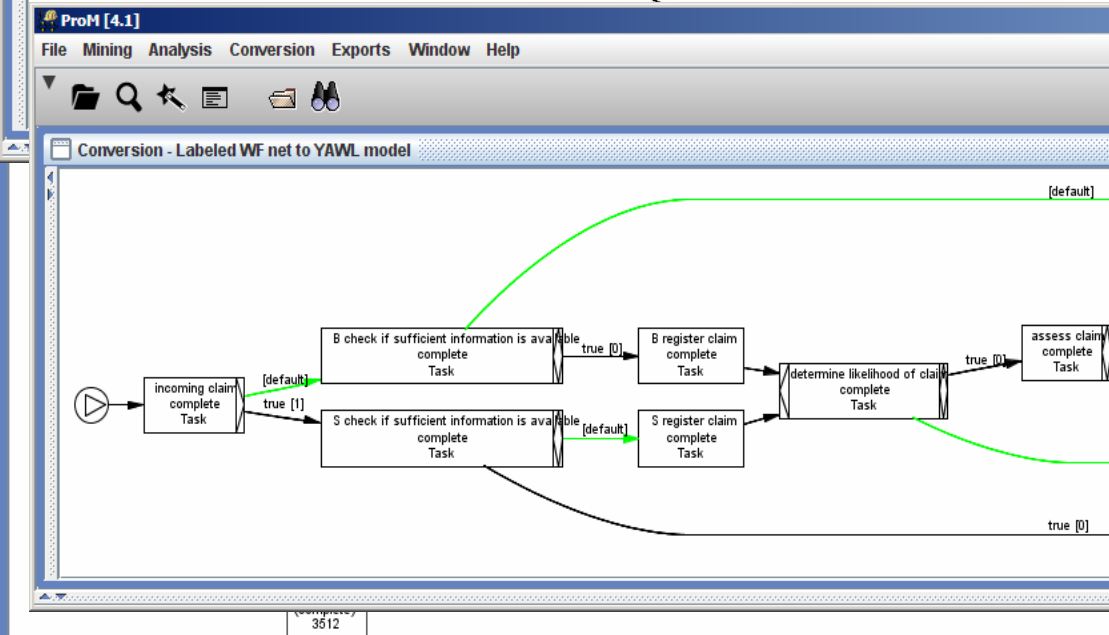 ProM [4.1]
File Mining Analysis Conversion Exports Window Help
Conversion - Labeled WF net to YAWL model
[default]
B check if sufficient information is available
complete
Task
true [0]
B register claim
complete
Task
assess claim
complete
Task
true [0]
determine likelihood of claim
complete
Task
[default]
incoming claim
complete
Task
true [1]
S check if sufficient information is available
complete
Task
[default]
S register claim
complete
Task
true [0]
(complete)
3512